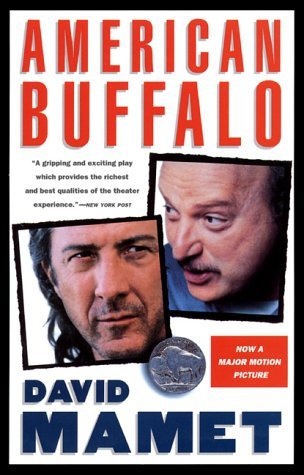 AMERICAN
BUFFALO
"A gripping and exciting play
which provides the richest
and best qualities of the theater
experience."—NEW YORK POST
NOW A
MAJOR MOTION
PICTURE
DAVID
MAMET